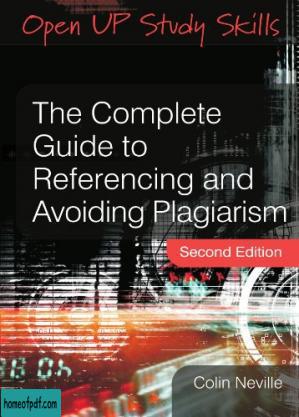 Open UP Study Skills
The Complete
Guide to
Referencing and
Avoiding Plagiarism
Second Edition
Colin Neville
homeofpdf.com